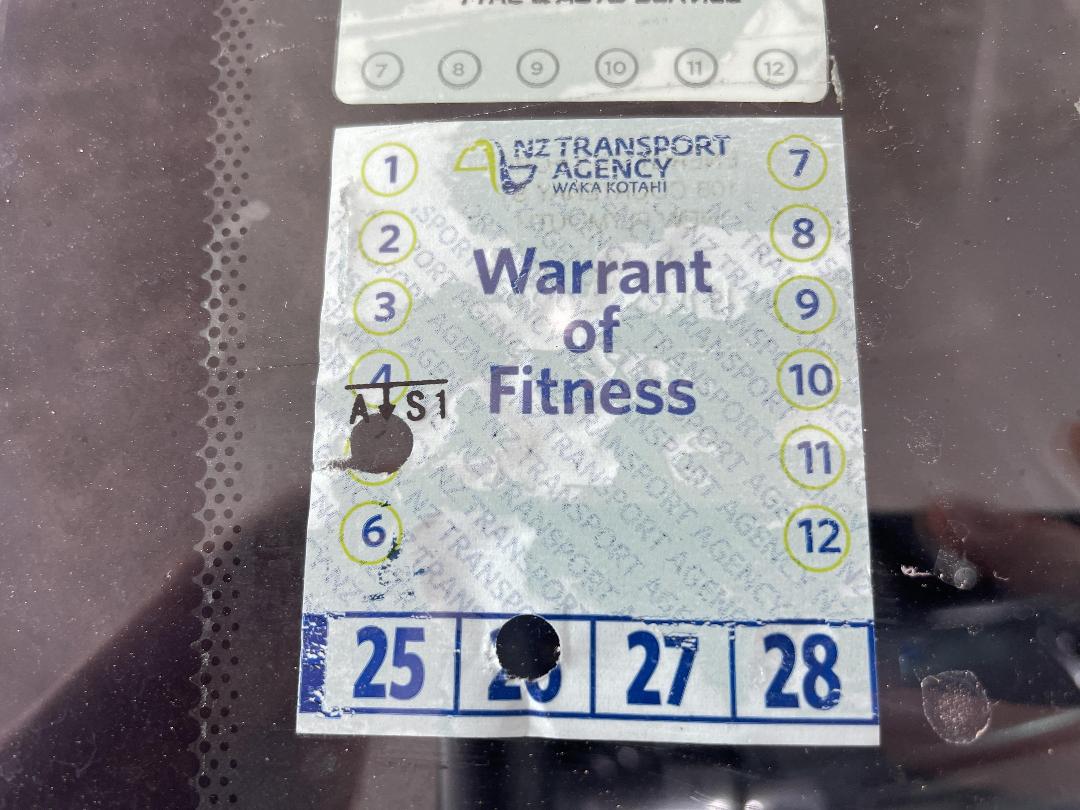 7 8 9 10 11 12
NZ TRANSPORT
AGENCY
WAKA KOTAHI
1
2
3
4
A S1
6
Warrant
of
Fitness
7
8
9
10
11
12
25 26 27 28